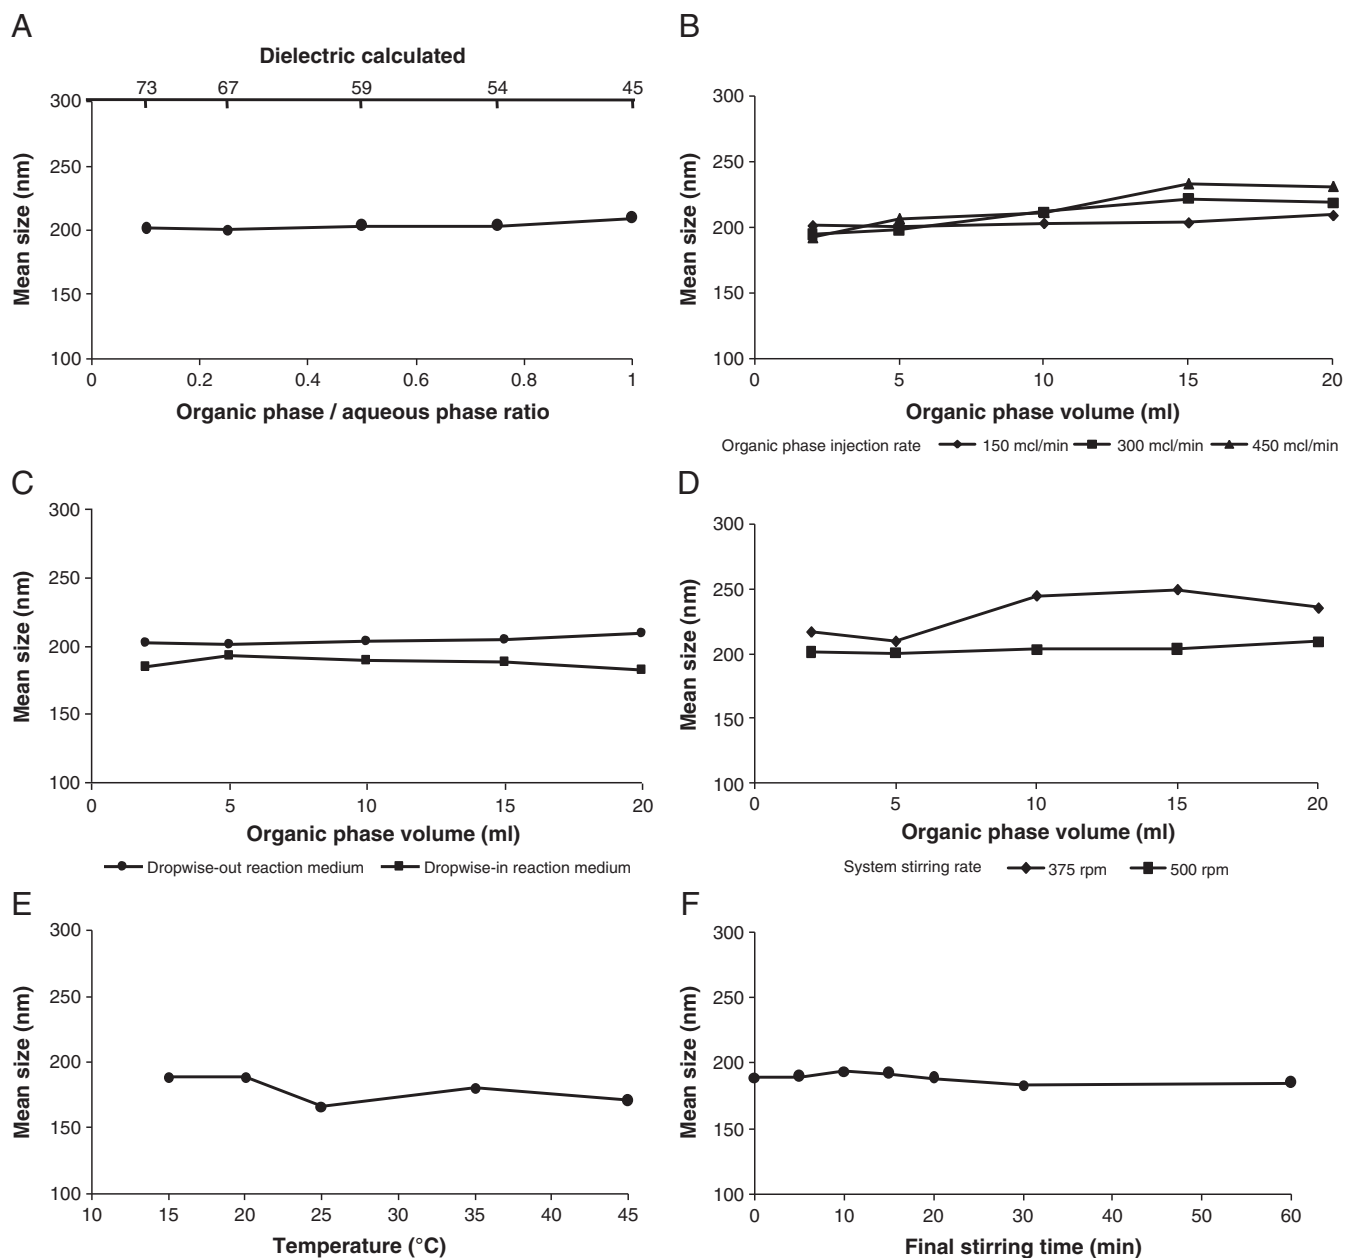 A
Dielectric calculated
73 67 59 54 45
300
250
200
150
100
Mean size (nm)
0 0.2 0.4 0.6 0.8 1
Organic phase / aqueous phase ratio
B
300
250
200
150
100
Mean size (nm)
0 5 10 15 20
Organic phase volume (ml)
Organic phase injection rate 150 mcl/min 300 mcl/min 450 mcl/min
C
300
250
200
150
100
Mean size (nm)
0 5 10 15 20
Organic phase volume (ml)
Dropwise-out reaction medium Dropwise-in reaction medium
D
300
250
200
150
100
Mean size (nm)
0 5 10 15 20
Organic phase volume (ml)
System stirring rate 375 rpm 500 rpm
E
300
250
200
150
100
Mean size (nm)
10 15 20 25 30 35 40 45
Temperature (°C)
F
300
250
200
150
100
Mean size (nm)
0 10 20 30 40 50 60
Final stirring time (min)